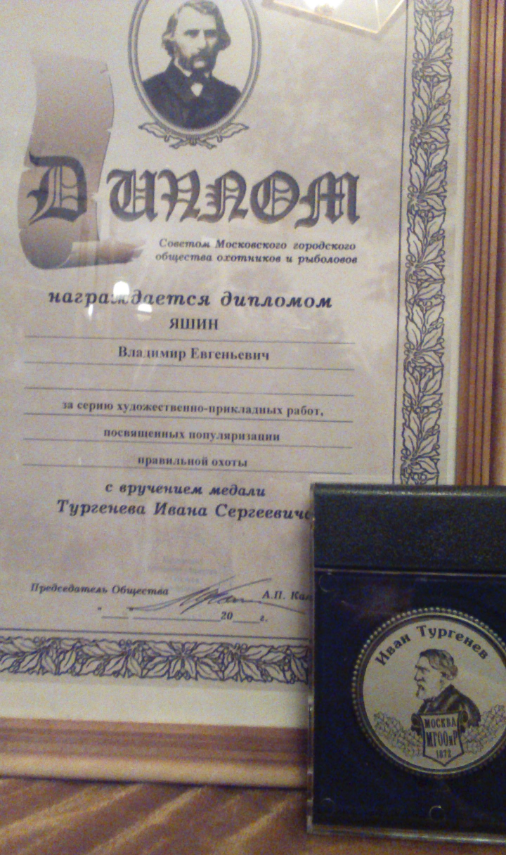 Диплом
Советом Московского городского
общества охотников и рыболовов
награждается дипломом
ЯШИН
Владимир Евгеньевич
за серию художественно-прикладных работ,
посвященных популяризации
правильной охоты
с вручением медали
Тургенева Ивана Сергеевича
Председатель Общества А.П.
20 г.
Иван Тургенев
МОСКВА
МГООиР
1872